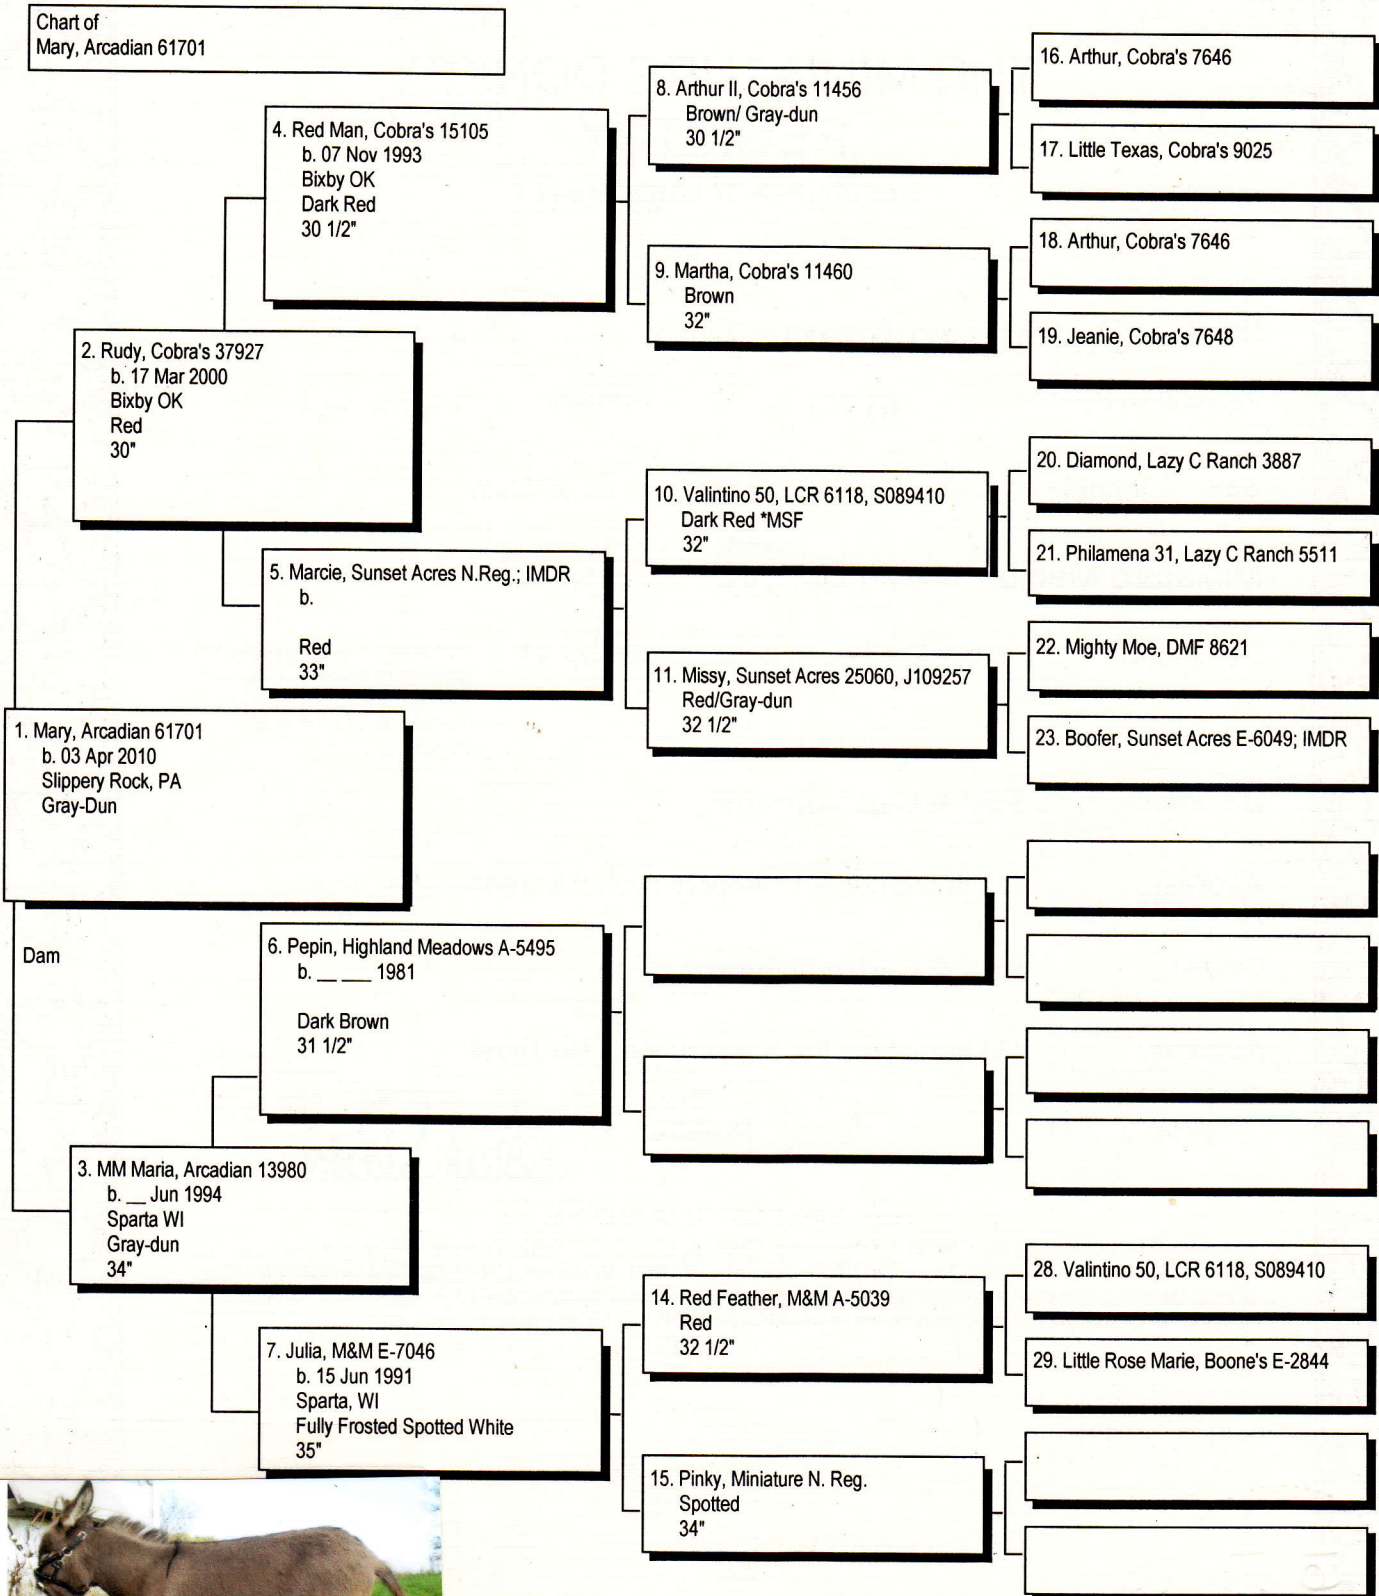 Chart of
Mary, Arcadian 61701
1. Mary, Arcadian 61701
b. 03 Apr 2010
Slippery Rock, PA
Gray-Dun
Dam
2. Rudy, Cobra's 37927
b. 17 Mar 2000
Bixby OK
Red
30"
3. MM Maria, Arcadian 13980
b. __ Jun 1994
Sparta WI
Gray-dun
34"
4. Red Man, Cobra's 15105
b. 07 Nov 1993
Bixby OK
Dark Red
30 1/2"
5. Marcie, Sunset Acres N.Reg.; IMDR
b.
Red
33"
6. Pepin, Highland Meadows A-5495
b. __ ___ 1981
Dark Brown
31 1/2"
7. Julia, M&M E-7046
b. 15 Jun 1991
Sparta, WI
Fully Frosted Spotted White
35"
8. Arthur II, Cobra's 11456
Brown/ Gray-dun
30 1/2"
9. Martha, Cobra's 11460
Brown
32"
10. Valintino 50, LCR 6118, S089410
Dark Red *MSF
32"
11. Missy, Sunset Acres 25060, J109257
Red/Gray-dun
32 1/2"
14. Red Feather, M&M A-5039
Red
32 1/2"
15. Pinky, Miniature N. Reg.
Spotted
34"
16. Arthur, Cobra's 7646
17. Little Texas, Cobra's 9025
18. Arthur, Cobra's 7646
19. Jeanie, Cobra's 7648
20. Diamond, Lazy C Ranch 3887
21. Philamena 31, Lazy C Ranch 5511
22. Mighty Moe, DMF 8621
23. Boofer, Sunset Acres E-6049; IMDR
28. Valintino 50, LCR 6118, S089410
29. Little Rose Marie, Boone's E-2844